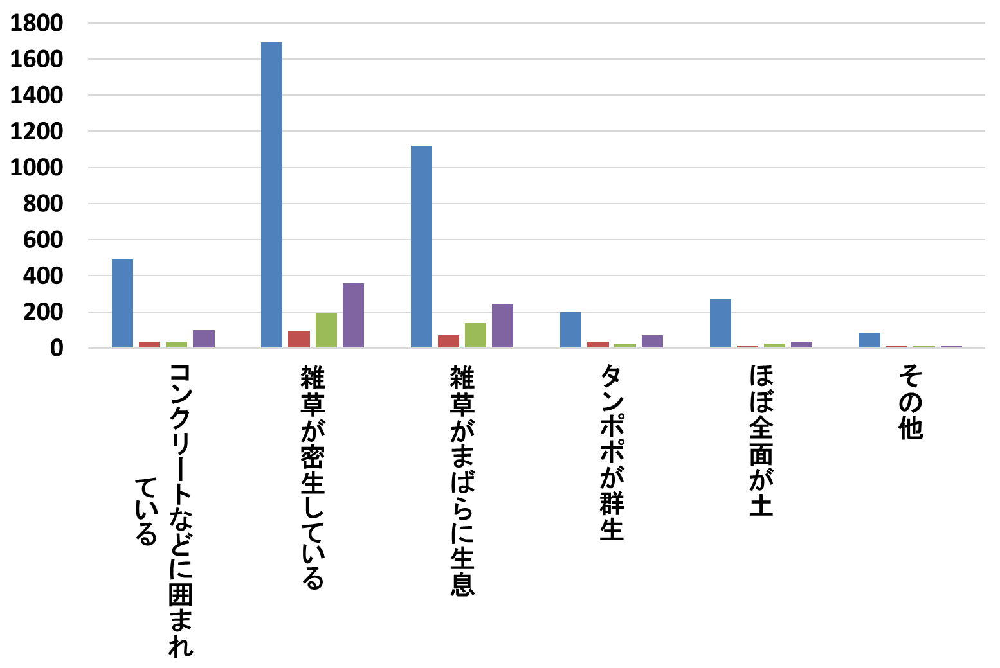 1800
1600
1400
1200
1000
800
600
400
200
0
コンクリートなどに囲まれ
ている
雑草が密生している
雑草がまばらに生息
タンポポが群生
ほぼ全面が土
その他